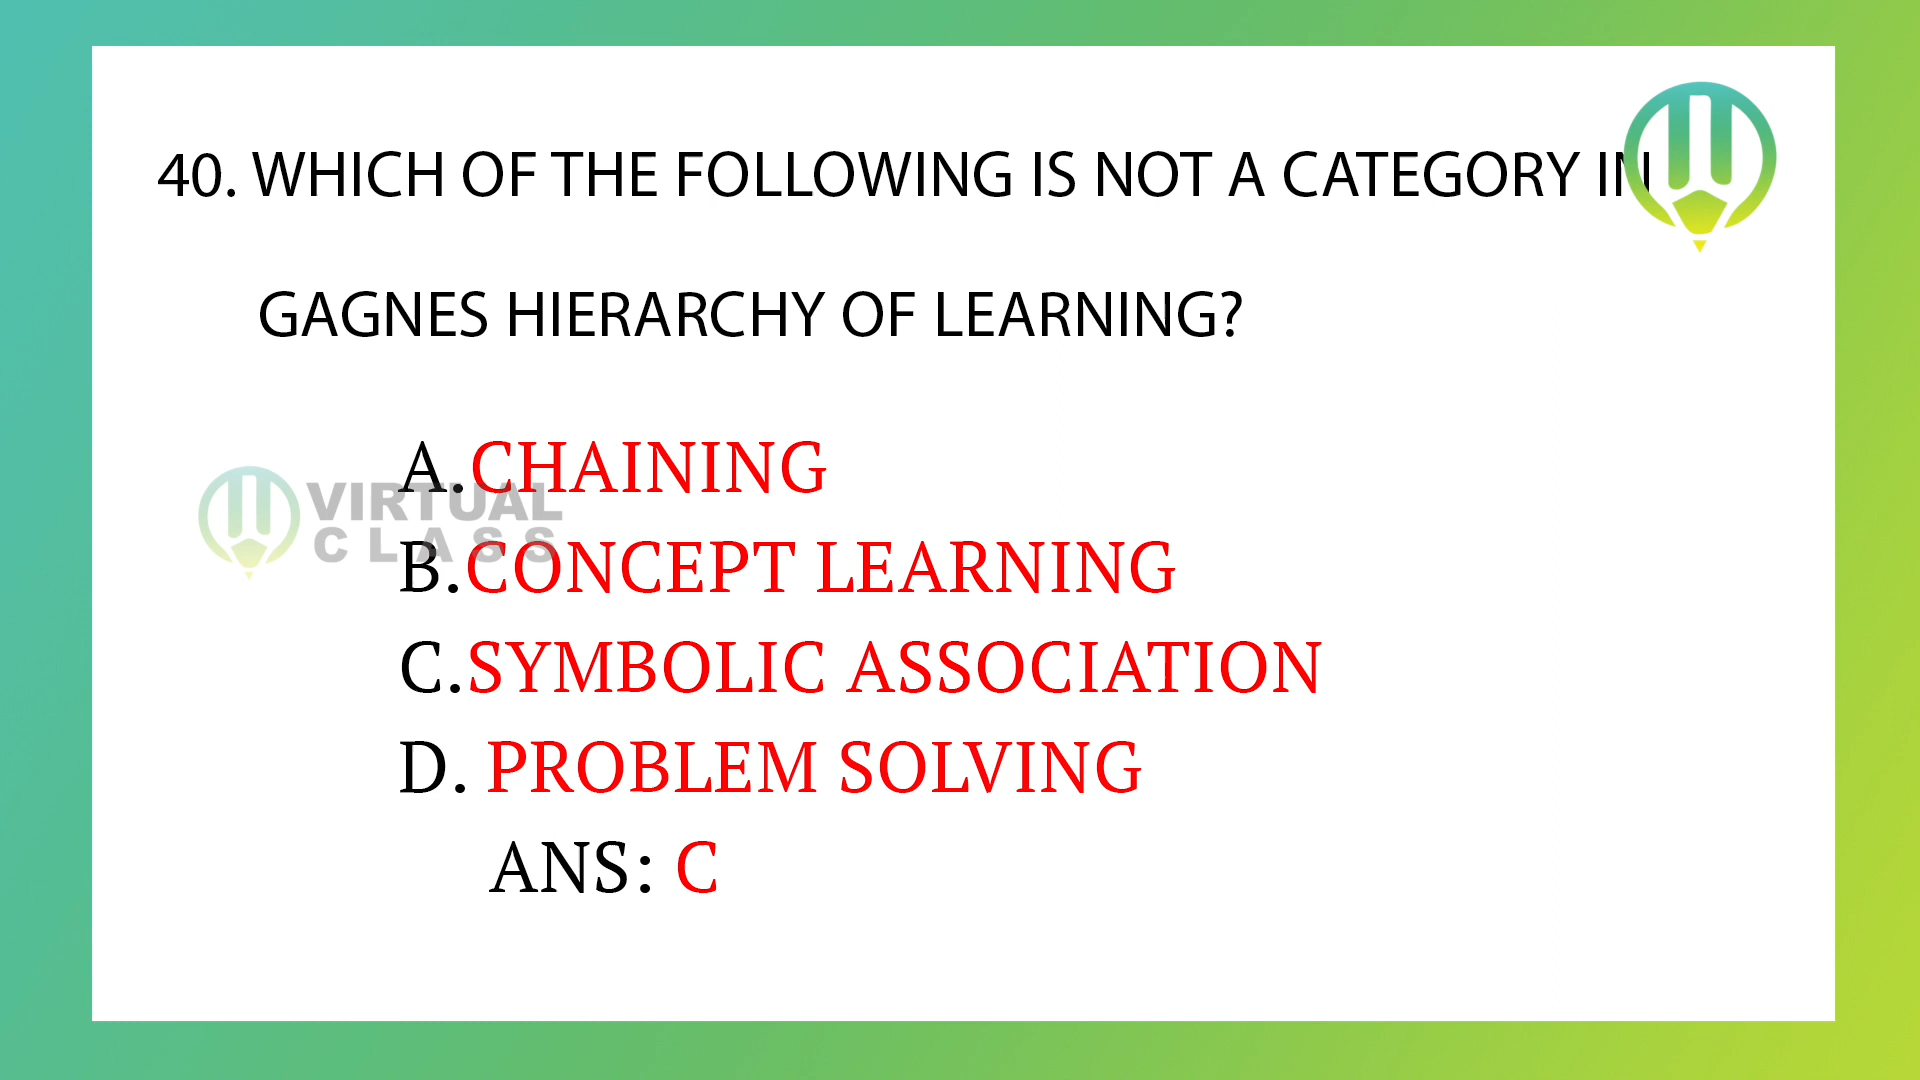 40. WHICH OF THE FOLLOWING IS NOT A CATEGORY IN
GAGNES HIERARCHY OF LEARNING?
A.CHAINING
VIRTUAL
CLASS
B.CONCEPT LEARNING
C.SYMBOLIC ASSOCIATION
D. PROBLEM SOLVING
ANS: C